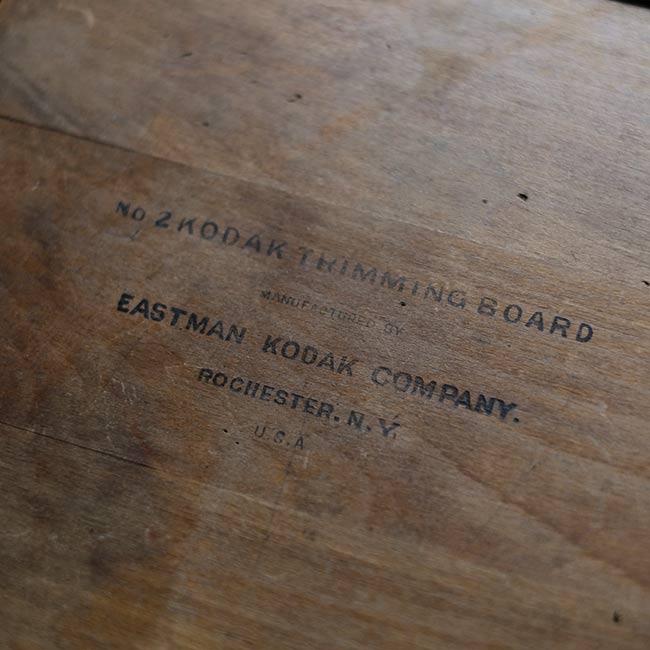 No 2 KODAK TRIMMING BOARD
MANUFACTURED BY
EASTMAN KODAK COMPANY.
ROCHESTER. N.Y.
U.S.A